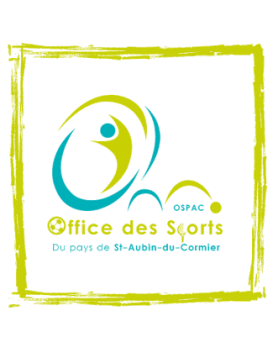 OSPAC
Office des Sports
Du pays de St-Aubin-du-Cormier